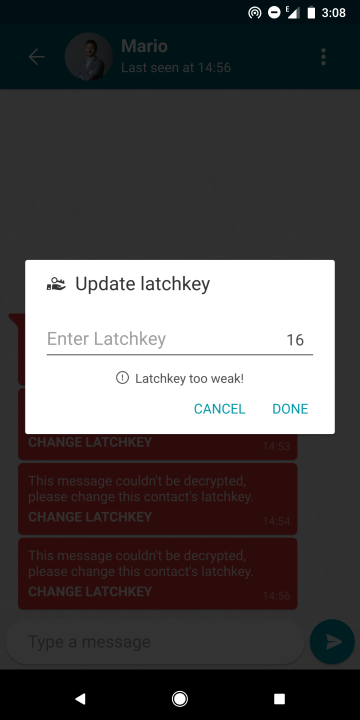 E
3:08
Mario
Last seen at 14:56
Update latchkey
Enter Latchkey
16
Latchkey too weak!
CANCEL
DONE
CHANGE LATCHKEY
14:53
This message couldn't be decrypted,
please change this contact's latchkey.
CHANGE LATCHKEY
14:54
This message couldn't be decrypted,
please change this contact's latchkey.
CHANGE LATCHKEY
14:56
Type a message